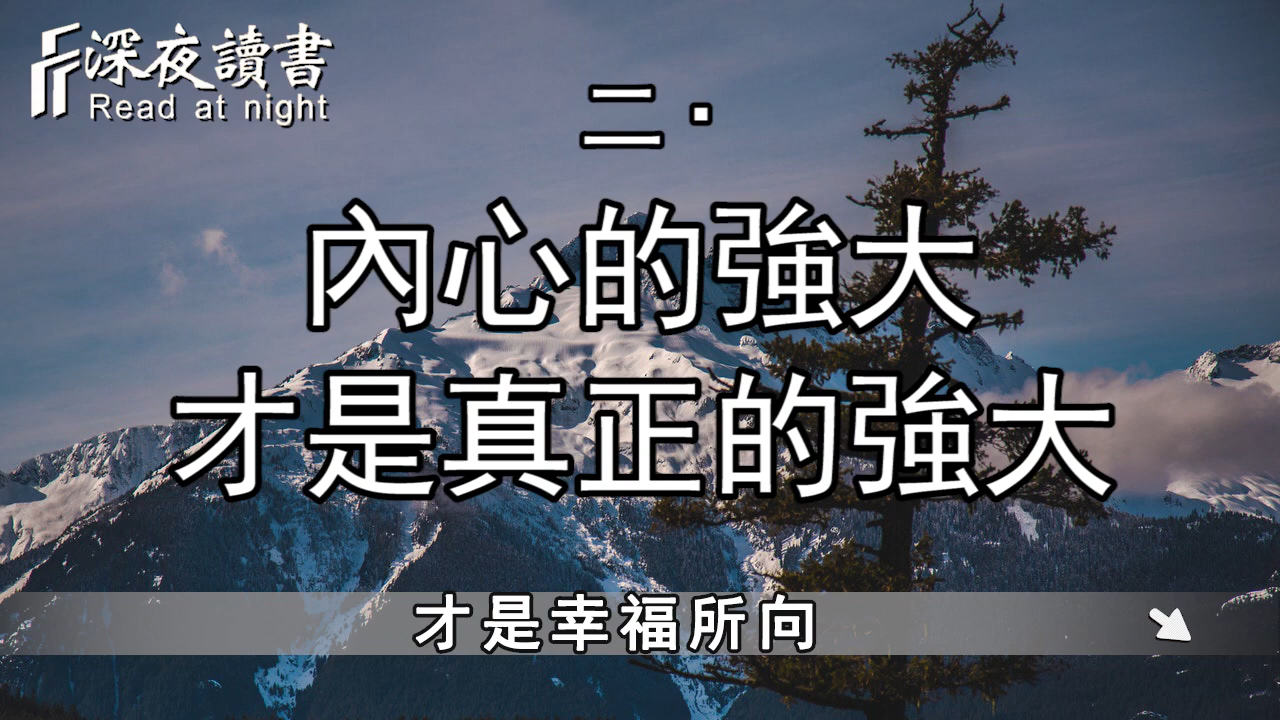 深夜讀書
Read at night
二·
內心的強大
才是真正的強大
才是幸福所向